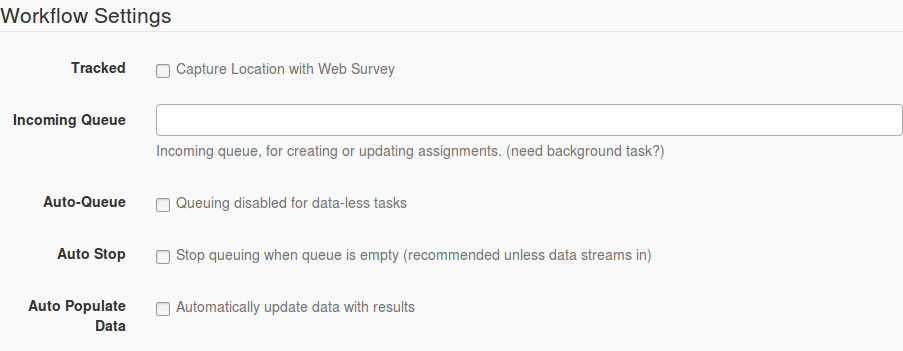 Workflow Settings
Tracked
Capture Location with Web Survey
Incoming Queue
Incoming queue, for creating or updating assignments. (need background task?)
Auto-Queue
Queuing disabled for data-less tasks
Auto Stop
Stop queuing when queue is empty (recommended unless data streams in)
Auto Populate
Data
Automatically update data with results